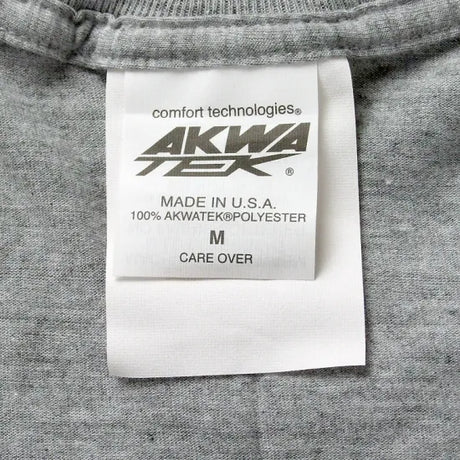 comfort technologies®
AKWA
TEK ®
MADE IN U.S.A.
100% AKWATEK®POLYESTER
M
CARE OVER